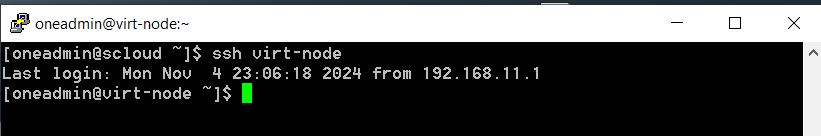 oneadmin@virt-node:~
[oneadmin@scloud ~]$ ssh virt-node
Last login: Mon Nov  4 23:06:18 2024 from 192.168.11.1
[oneadmin@virt-node ~]$